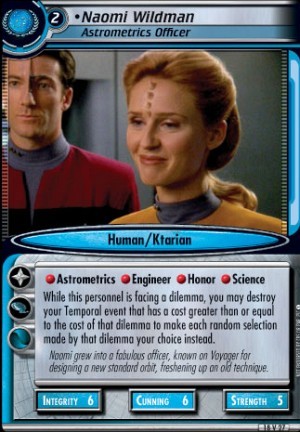 2 •Naomi Wildman
Astrometrics Officer
Human/Ktarian
Astrometrics Engineer Honor Science
While this personnel is facing a dilemma, you may destroy
your Temporal event that has a cost greater than or equal
to the cost of that dilemma to make each random selection
made by that dilemma your choice instead.
Naomi grew into a fabulous officer, known on Voyager for
designing a new standard orbit, freshening up an old technique.
INTEGRITY 6 CUNNING 6 STRENGTH 5